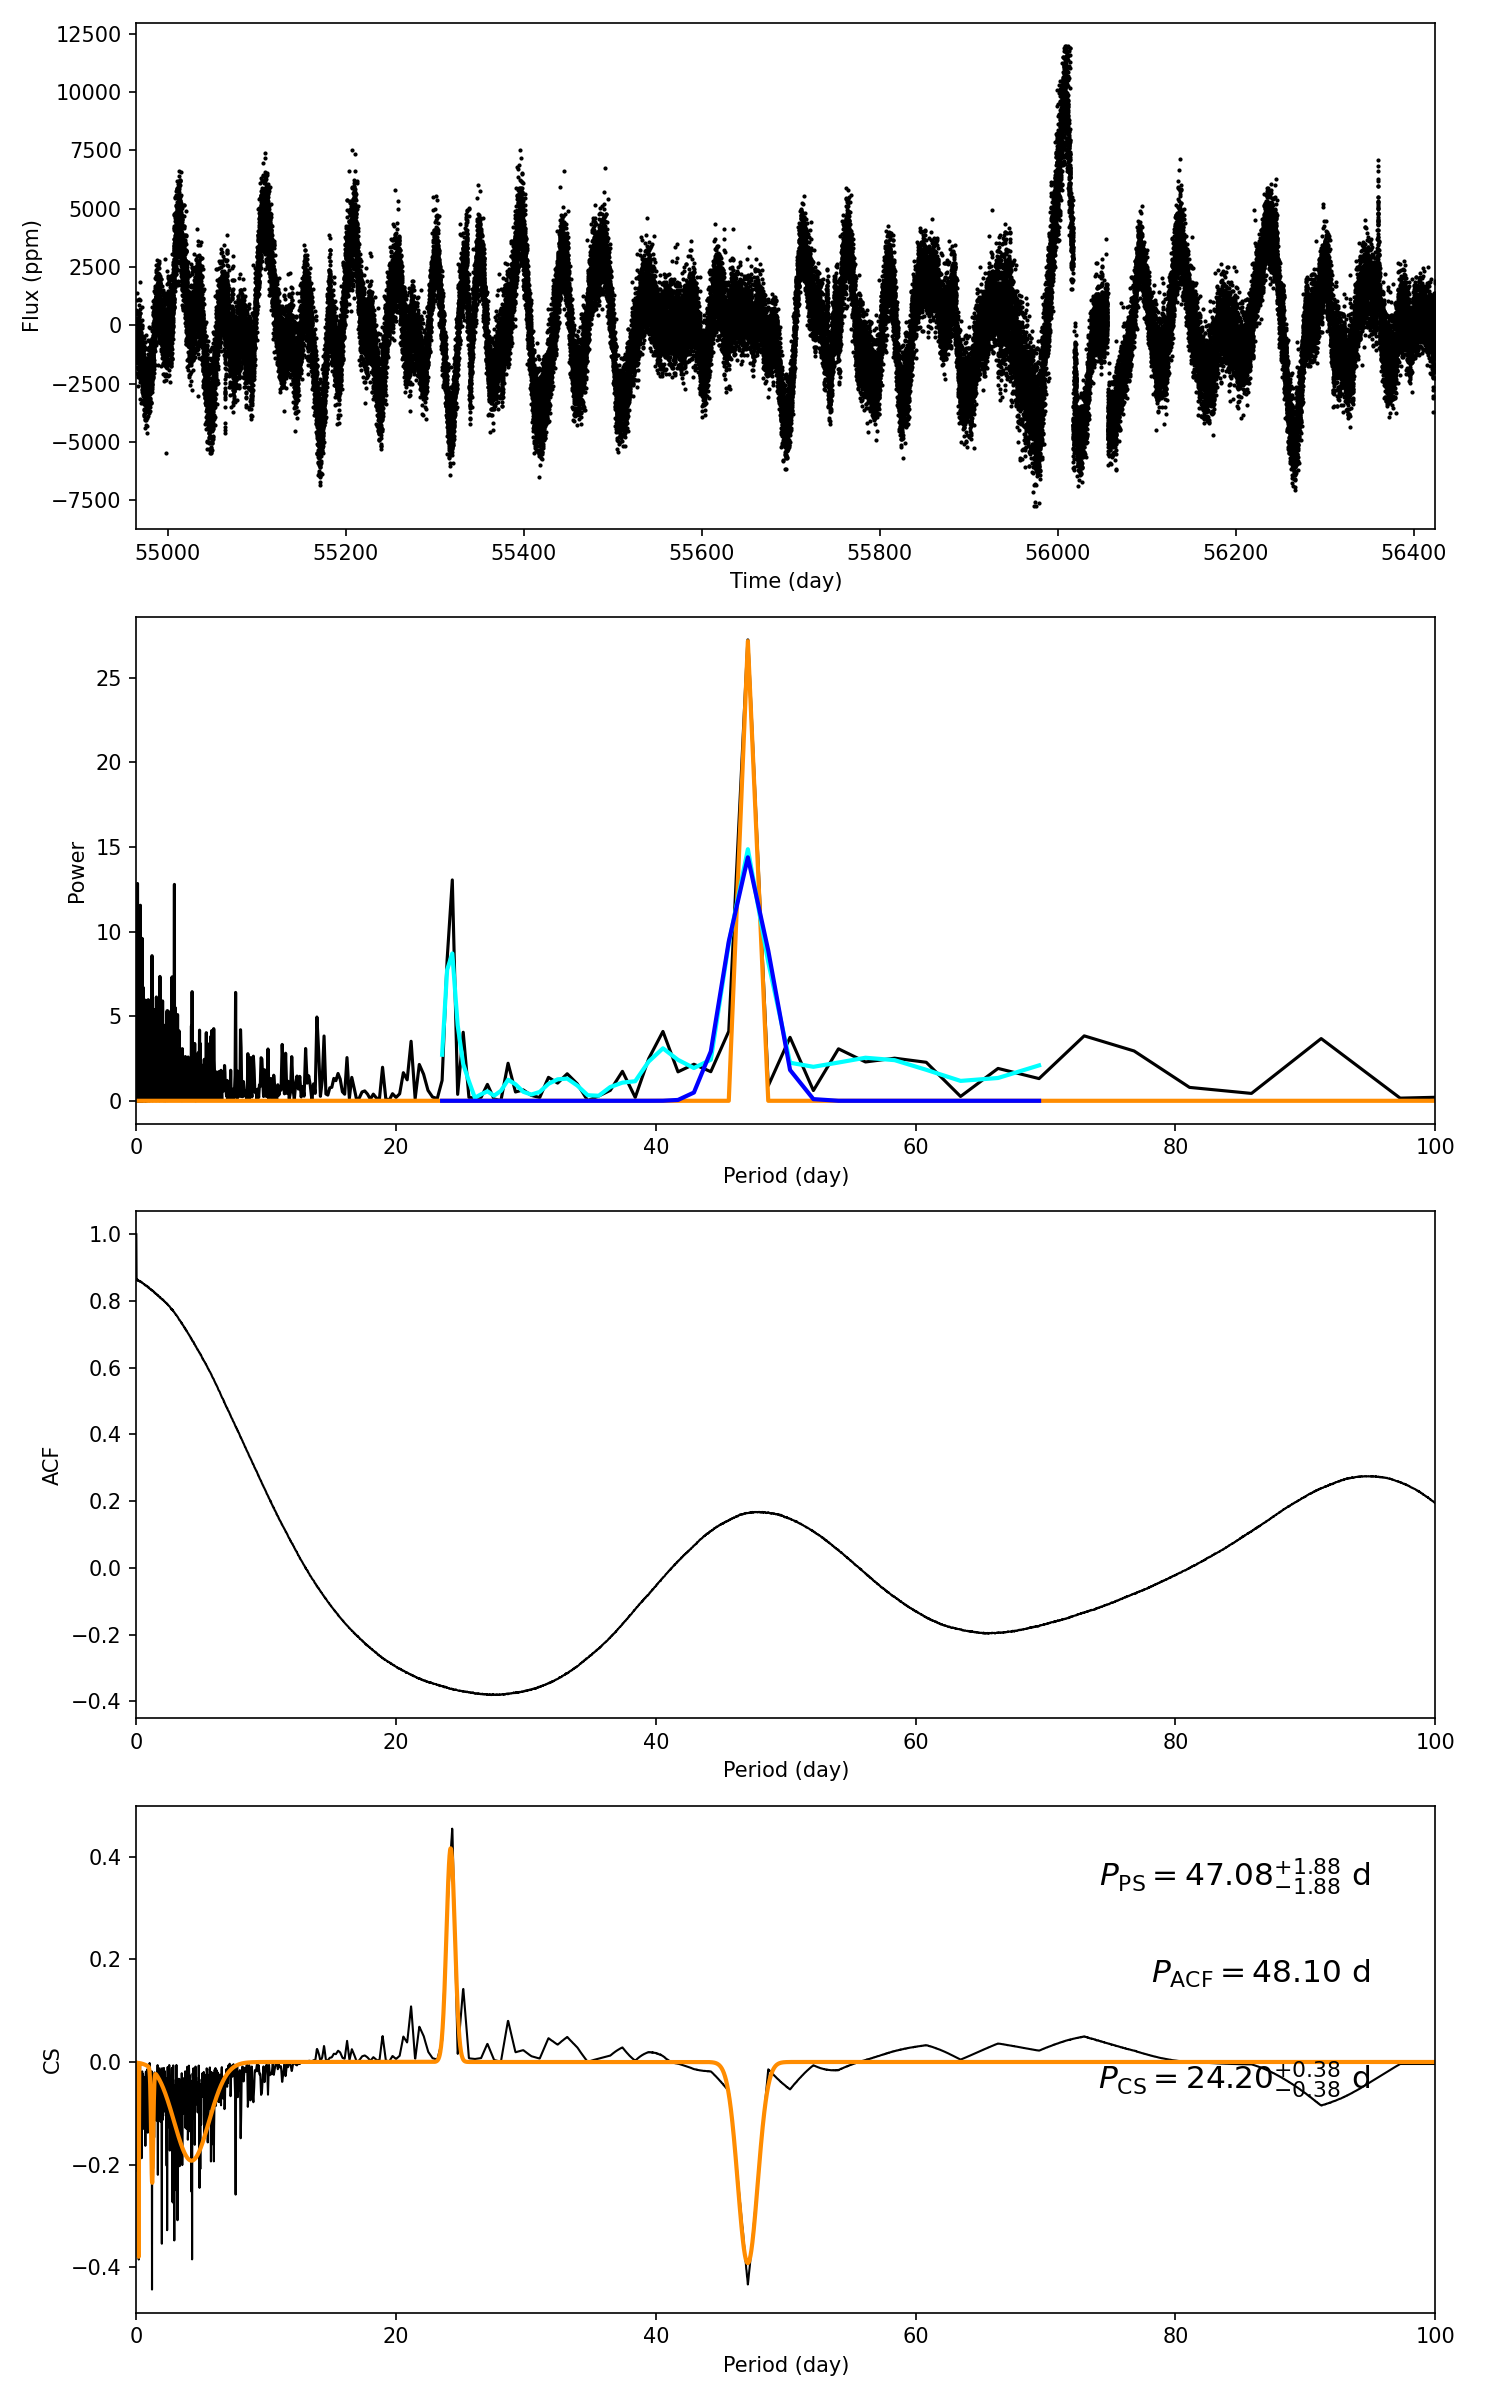 12500
10000
7500
5000
2500
0
−2500
−5000
−7500
Flux (ppm)
55000 55200 55400 55600 55800 56000 56200 56400
Time (day)
25
20
15
10
5
0
Power
0 20 40 60 80 100
Period (day)
1.0
0.8
0.6
0.4
0.2
0.0
−0.2
−0.4
ACF
0 20 40 60 80 100
Period (day)
0.4
0.2
0.0
−0.2
−0.4
CS
P_PS = 47.08^{+1.88}_{−1.88} d
P_ACF = 48.10 d
P_CS = 24.20^{+0.38}_{−0.38} d
0 20 40 60 80 100
Period (day)